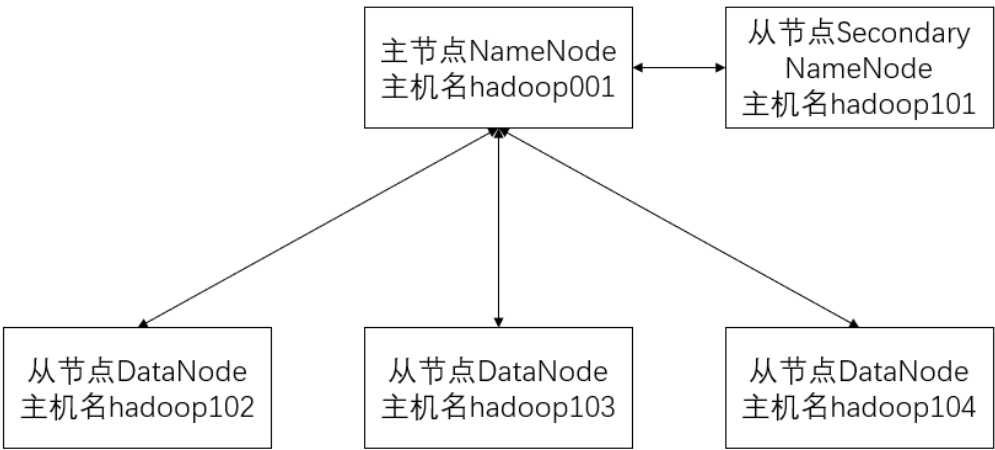 主节点NameNode
主机名hadoop001
从节点Secondary
NameNode
主机名hadoop101
从节点DataNode
主机名hadoop102
从节点DataNode
主机名hadoop103
从节点DataNode
主机名hadoop104